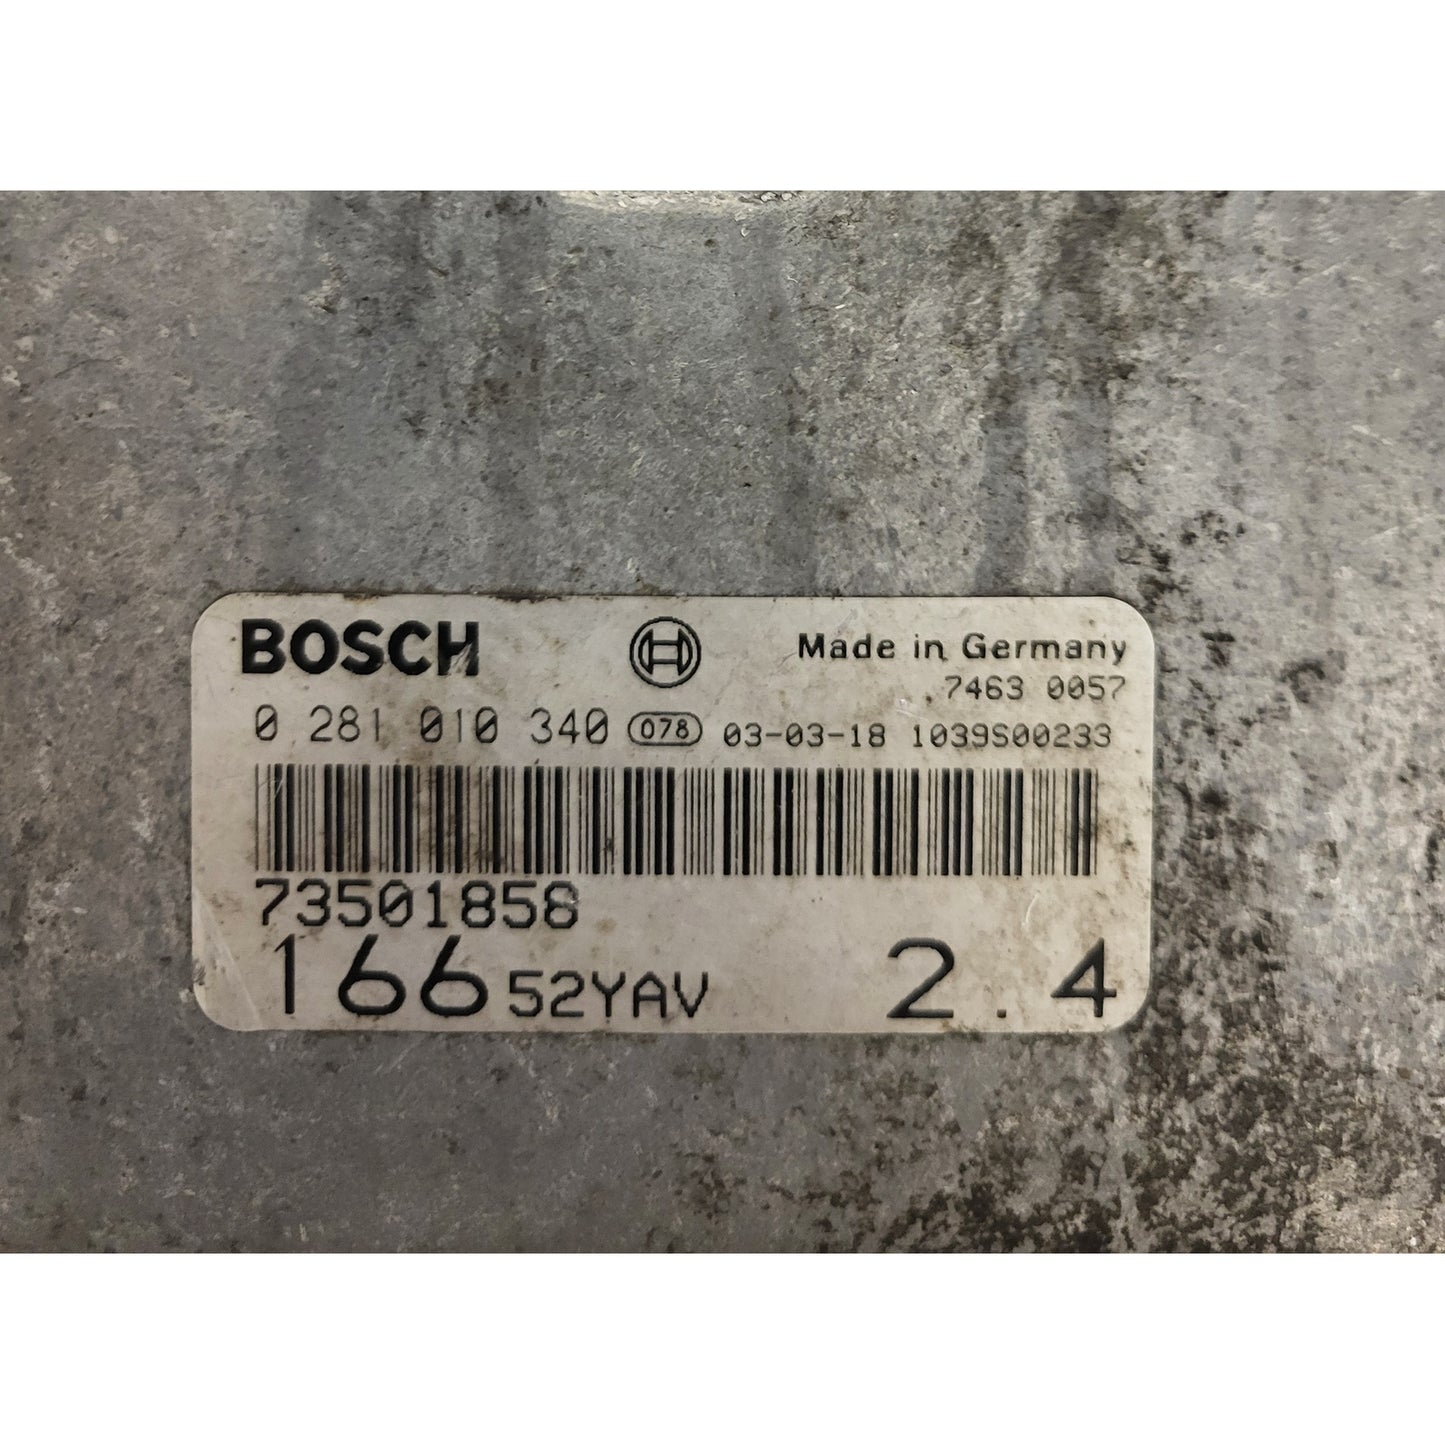 BOSCH Made in Germany
7463 0057
0 281 010 340 078 03-03-18 1039S00233
73501858
166 52YAV 2.4